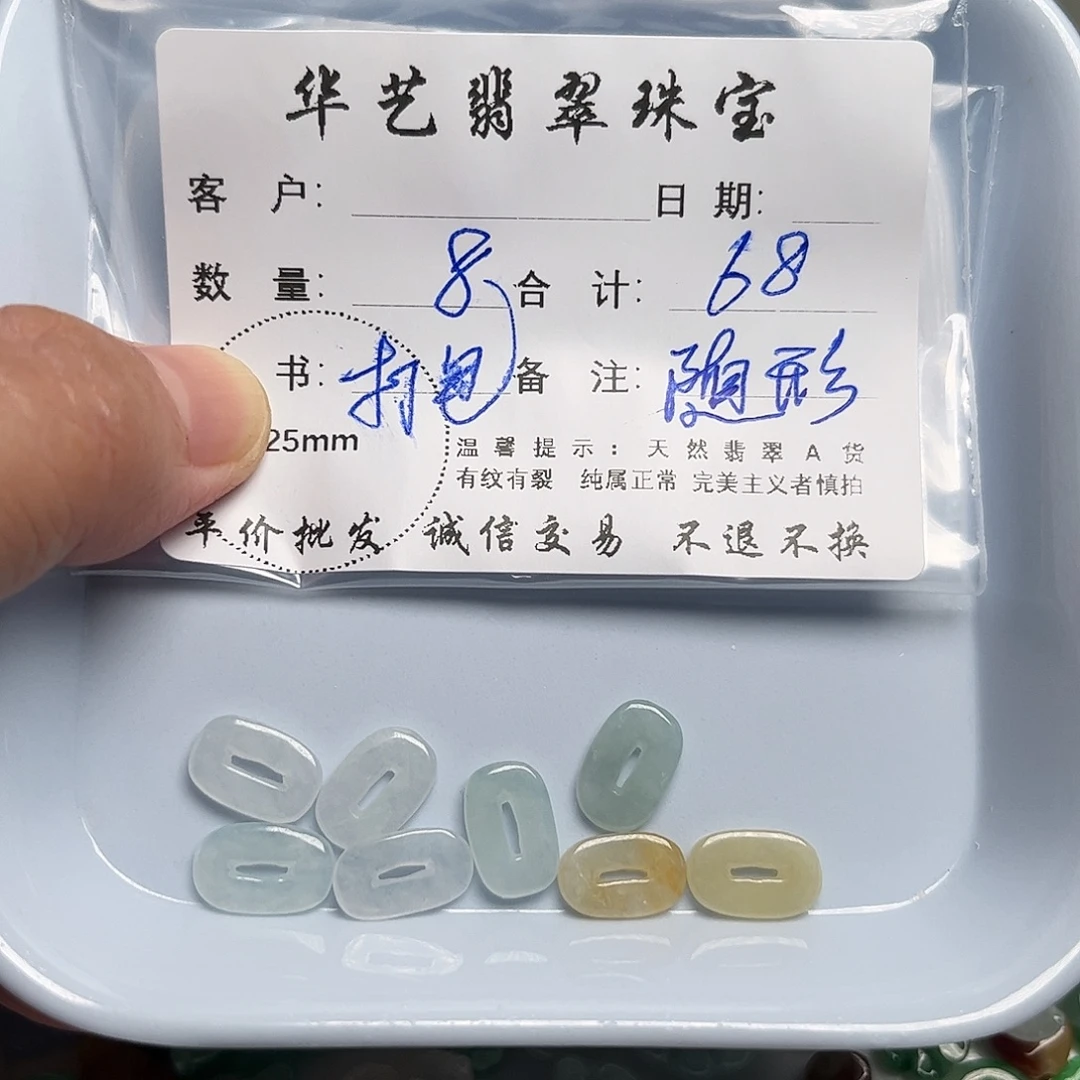 华艺翡翠珠宝
客 户: 日 期:
数 量: 8 合 计: 68
书: 打包 备 注: 随形
25mm
温馨提示: 天然翡翠A货
有纹有裂 纯属正常 完美主义者慎拍
平价批发 诚信交易 不退不换